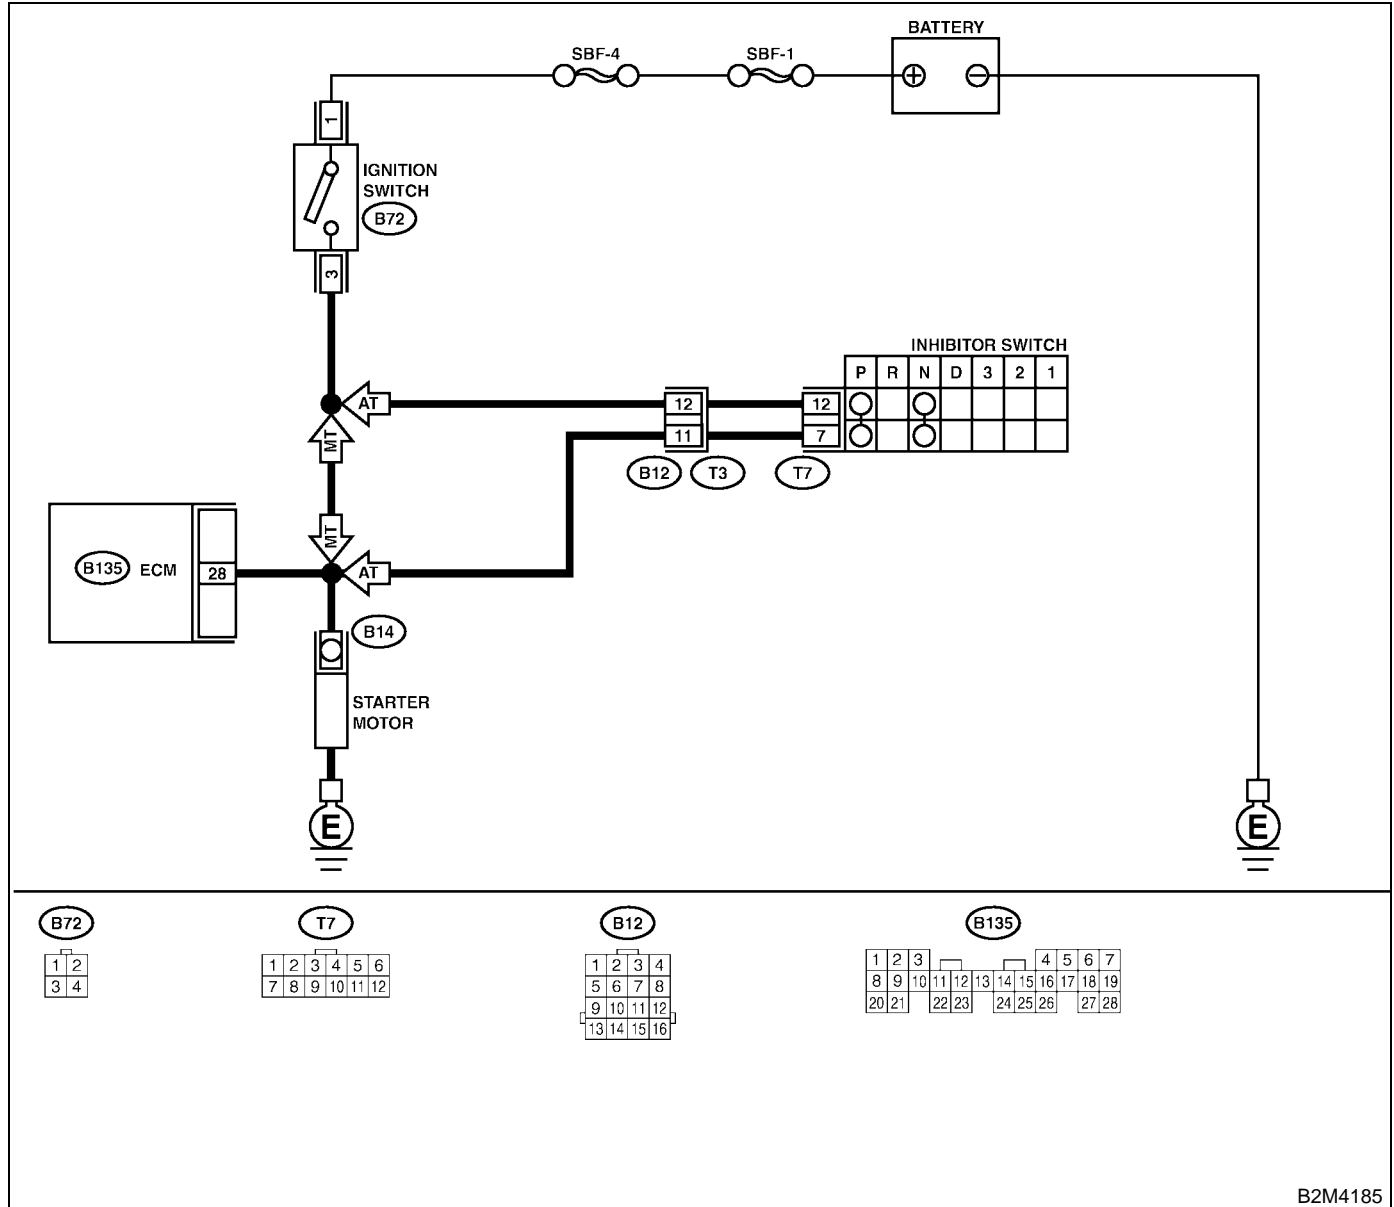 BATTERY
SBF-4
SBF-1
+
−
1
IGNITION
SWITCH
B72
3
INHIBITOR SWITCH
P R N D 3 2 1
AT
12
12
11
7
MT
B12
T3
T7
MT
B135
ECM
28
AT
B14
STARTER
MOTOR
E
E
B72
T7
B12
B135
1 2
3 4
1 2 3 4 5 6
7 8 9 10 11 12
1 2 3 4
5 6 7 8
9 10 11 12
13 14 15 16
1 2 3 4 5 6 7
8 9 10 11 12 13 14 15 16 17 18 19
20 21 22 23 24 25 26 27 28
B2M4185